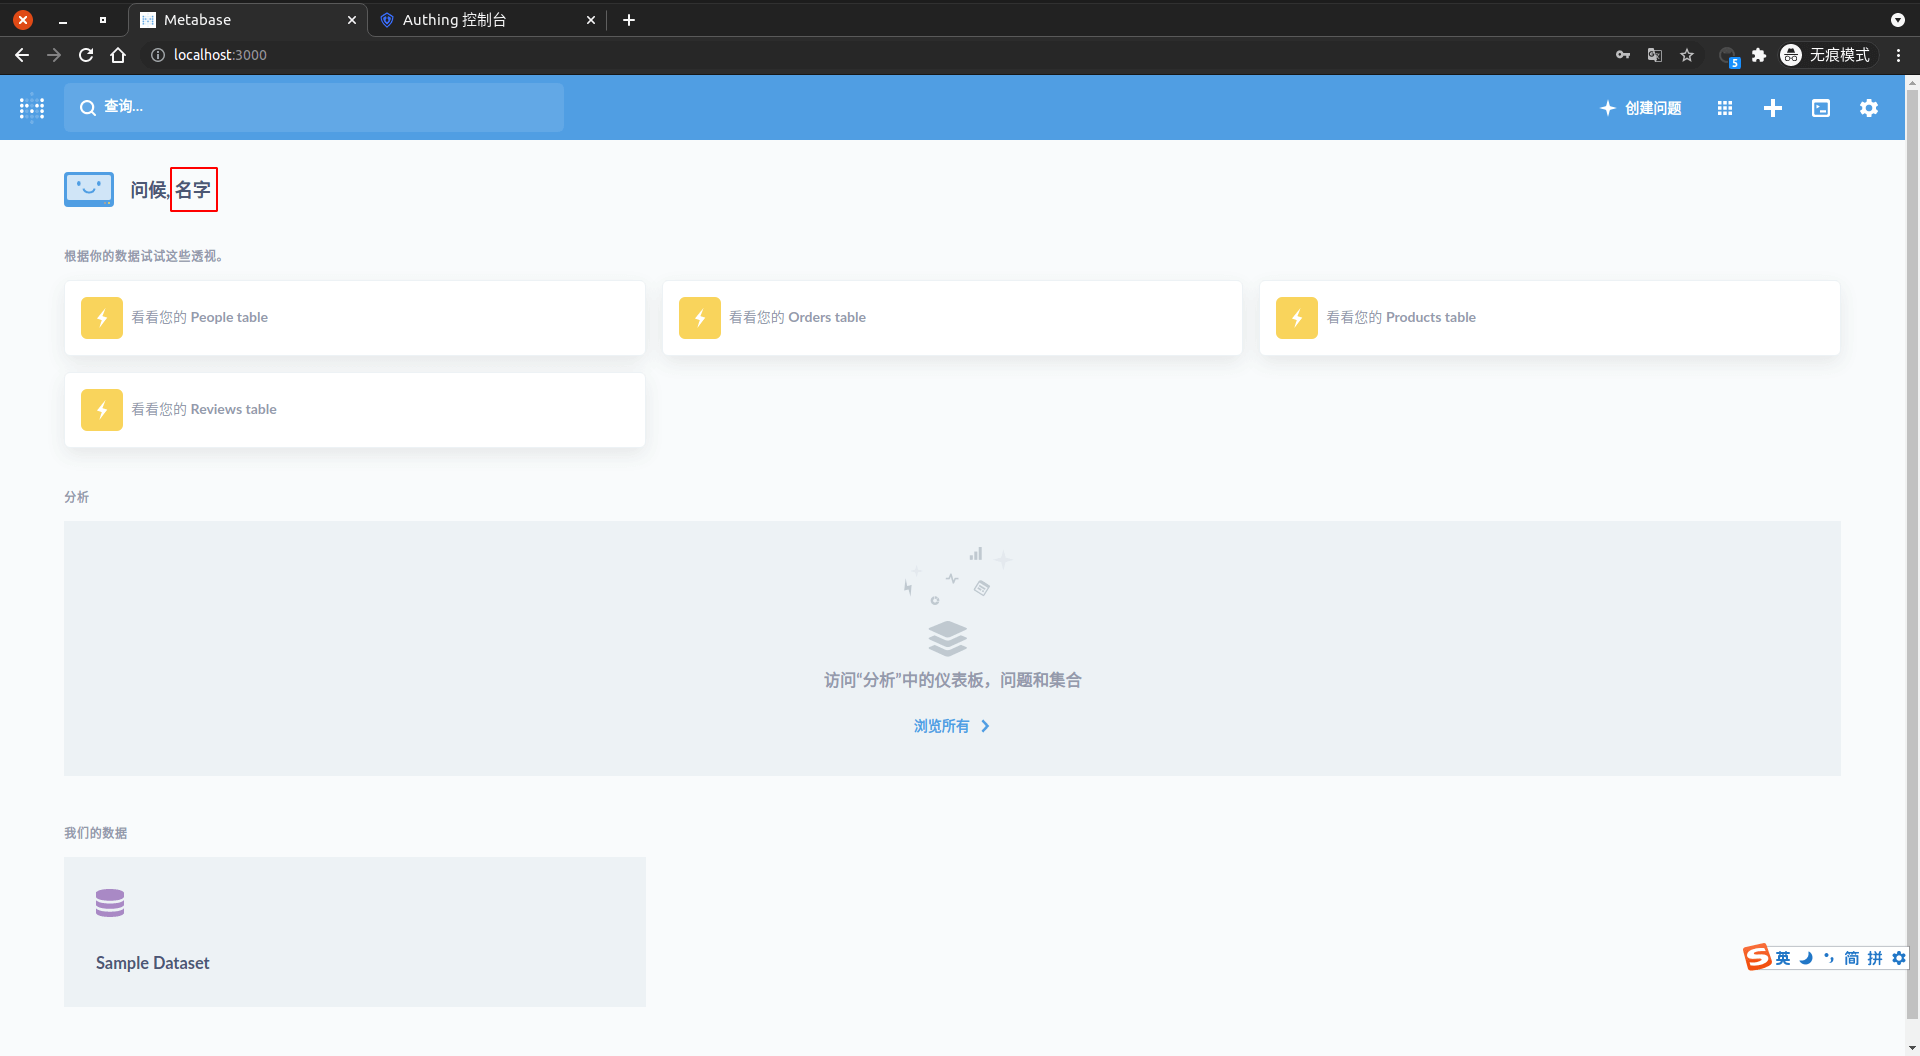 Metabase
Authing 控制台
localhost:3000
5
无痕模式
查询...
创建问题
问候, 名字
根据你的数据试试这些透视。
看看您的 People table
看看您的 Orders table
看看您的 Products table
看看您的 Reviews table
分析
访问“分析”中的仪表板，问题和集合
浏览所有
我们的数据
Sample Dataset
S 英 简 拼